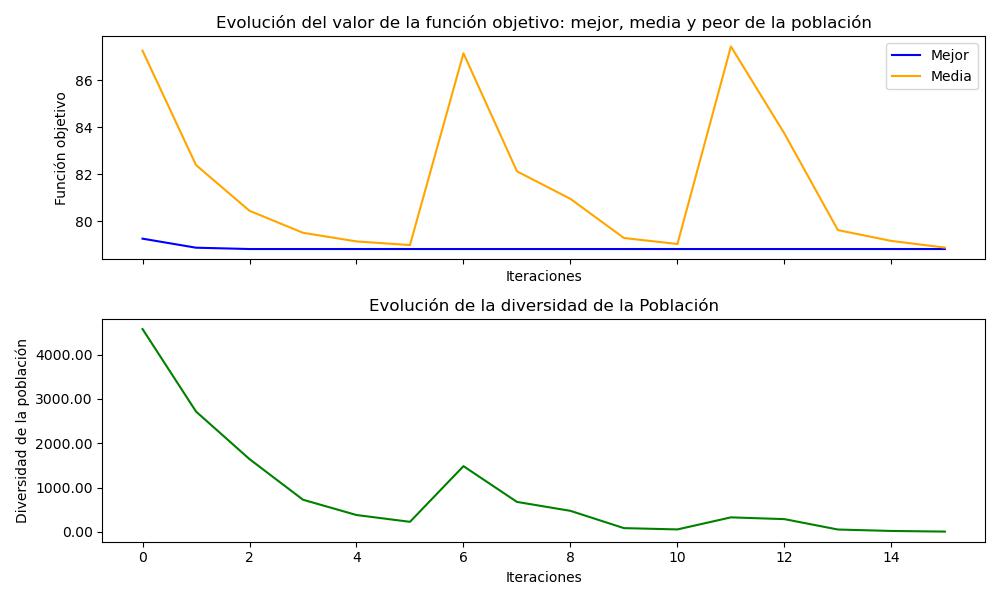 Evolución del valor de la función objetivo: mejor, media y peor de la población
Función objetivo
86
84
82
80
Mejor
Media
Iteraciones
Evolución de la diversidad de la Población
Diversidad de la población
4000.00
3000.00
2000.00
1000.00
0.00
0 2 4 6 8 10 12 14
Iteraciones